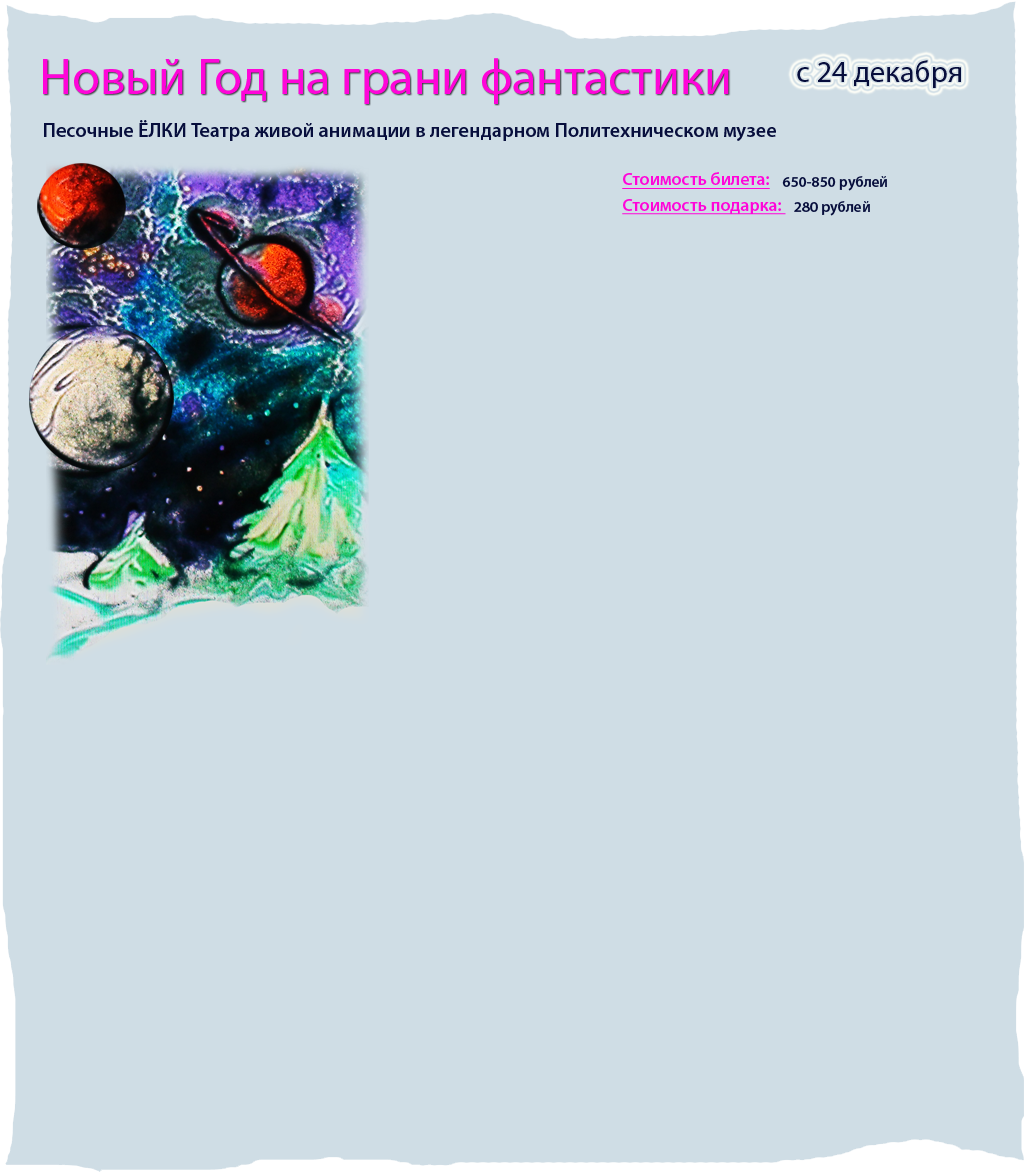 Новый Год на грани фантастики
с 24 декабря
Песочные ЁЛКИ Театра живой анимации в легендарном Политехническом музее
Стоимость билета: 650-850 рублей
Стоимость подарка: 280 рублей